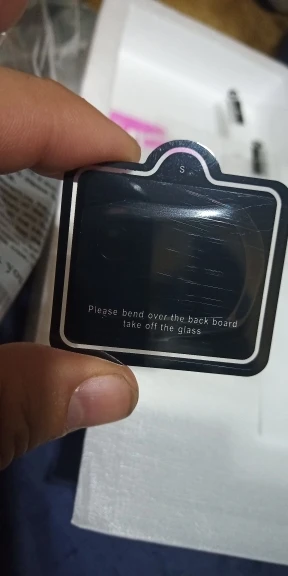 S
Please bend over the back board
take off the glass